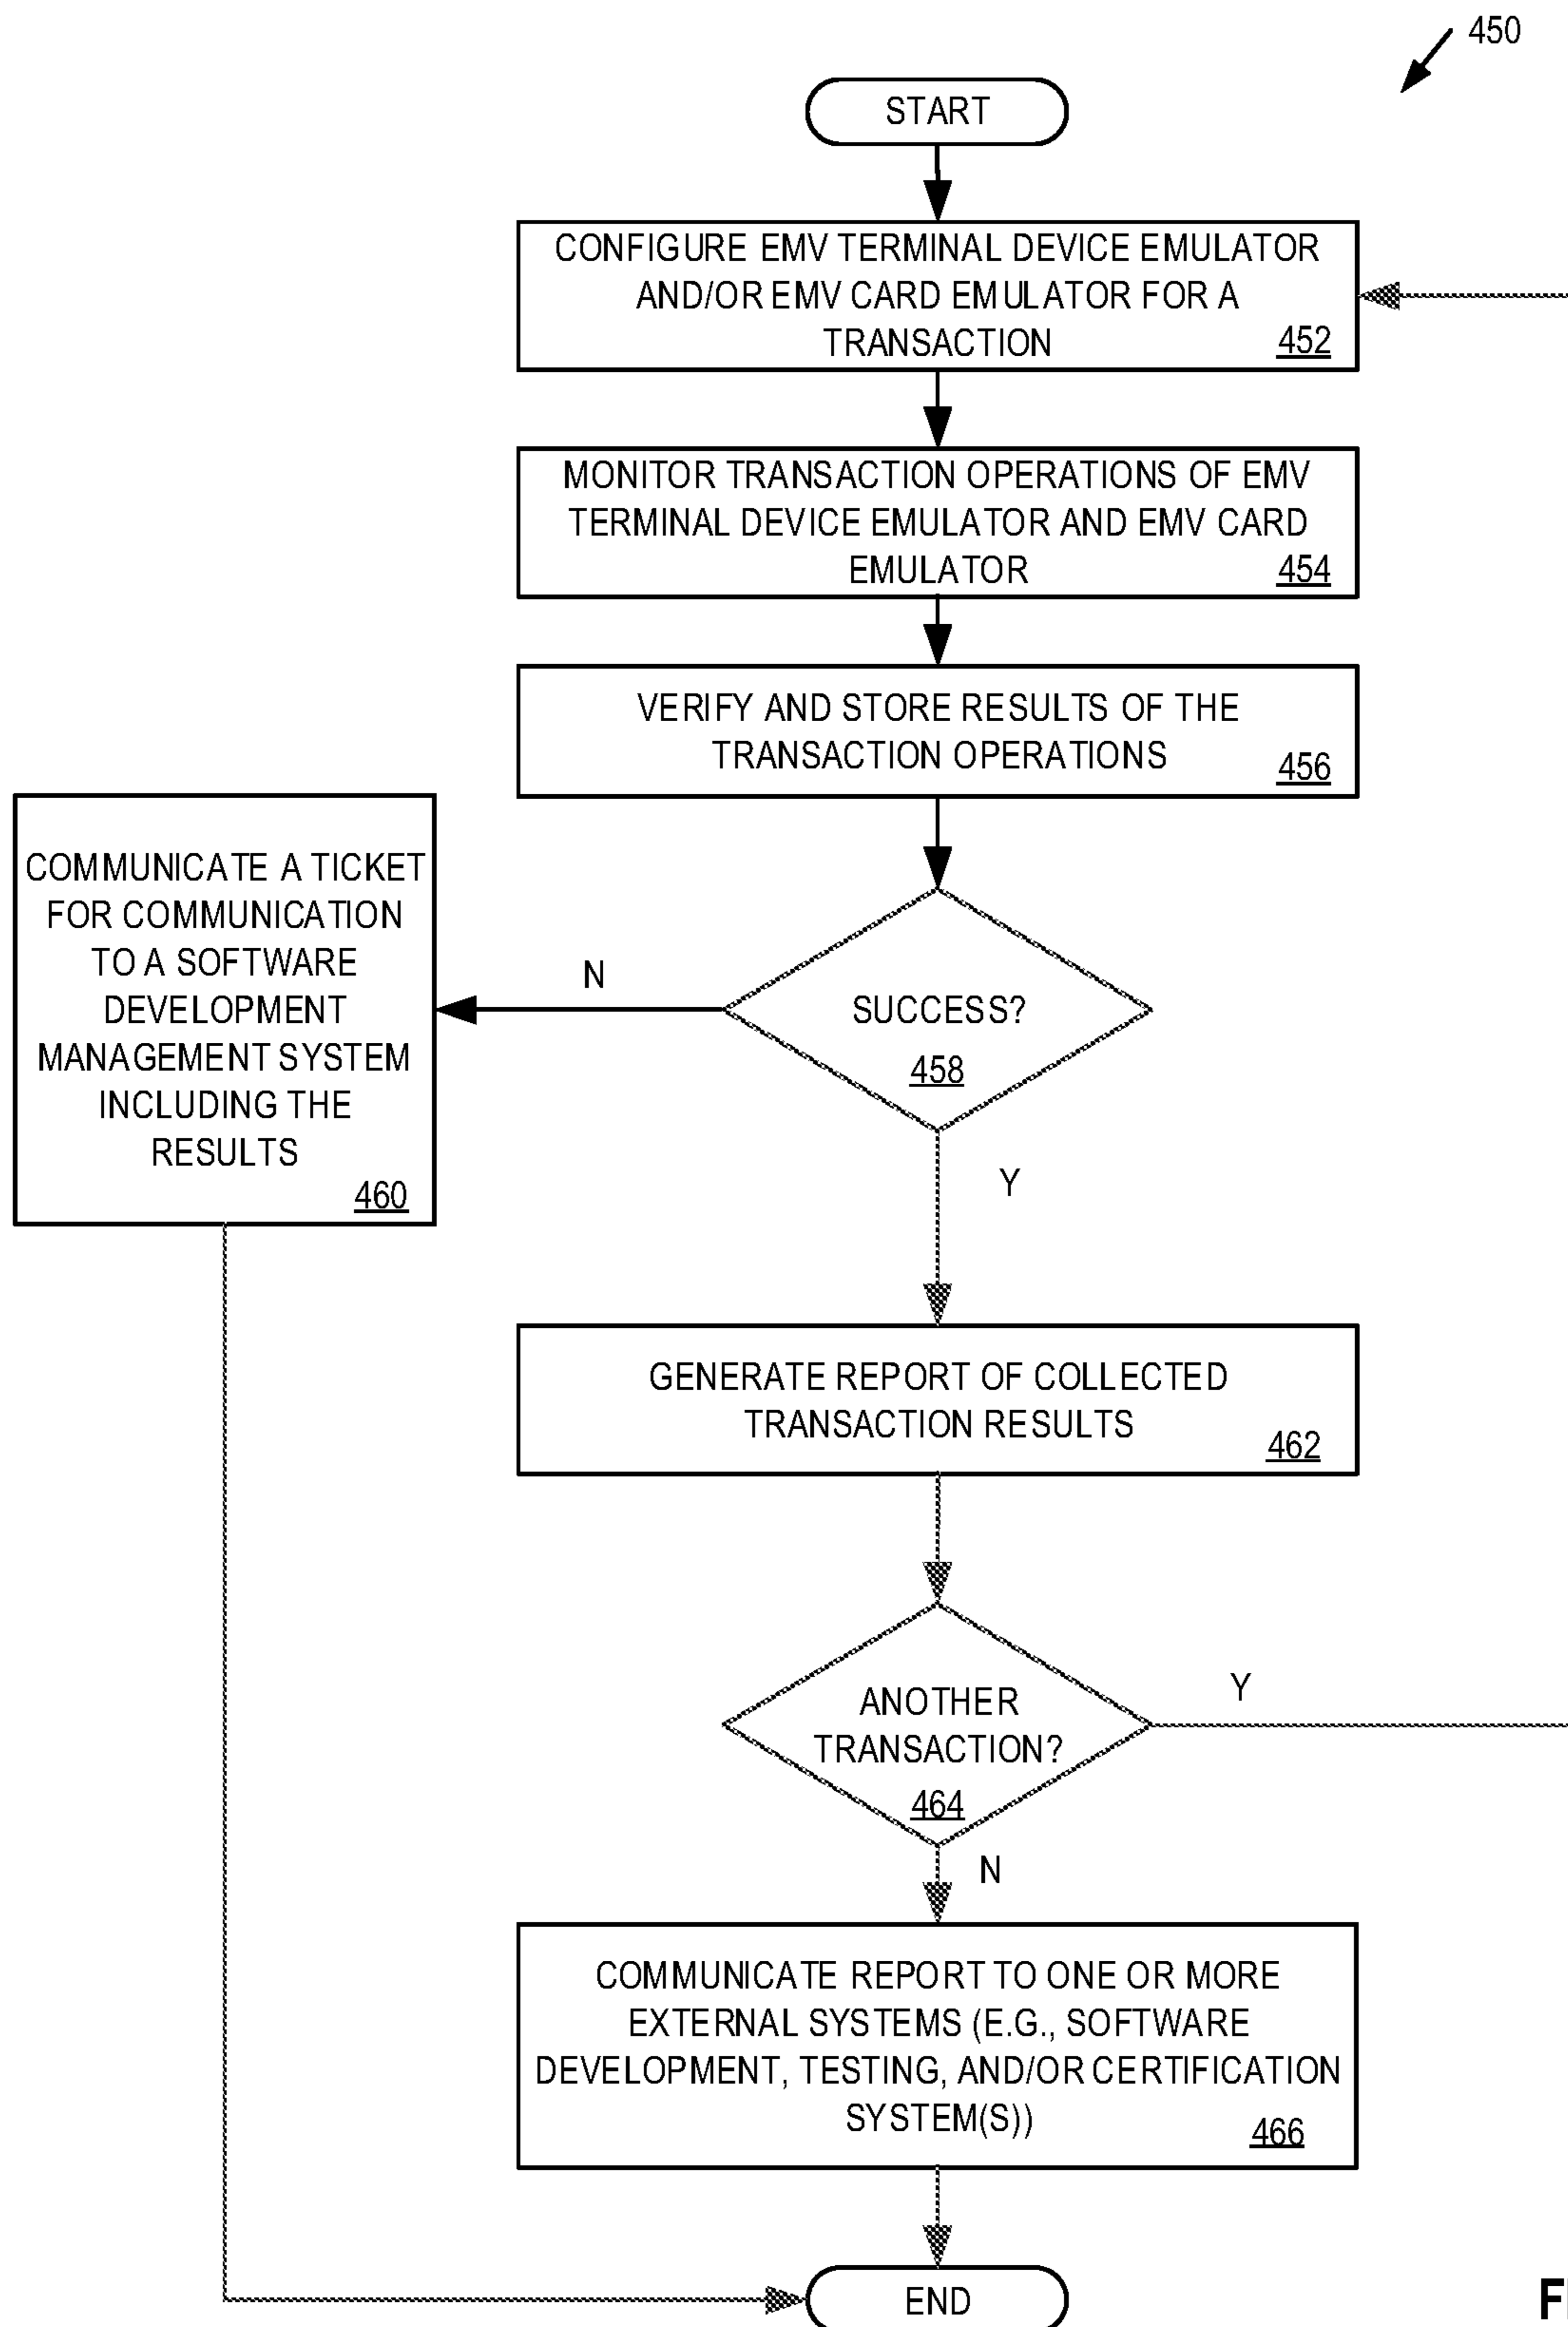 450
START
CONFIGURE EMV TERMINAL DEVICE EMULATOR
AND/OR EMV CARD EMULATOR FOR A
TRANSACTION
452
MONITOR TRANSACTION OPERATIONS OF EMV
TERMINAL DEVICE EMULATOR AND EMV CARD
EMULATOR
454
VERIFY AND STORE RESULTS OF THE
TRANSACTION OPERATIONS
456
SUCCESS?
458
N
COMMUNICATE A TICKET
FOR COMMUNICATION
TO A SOFTWARE
DEVELOPMENT
MANAGEMENT SYSTEM
INCLUDING THE
RESULTS
460
Y
GENERATE REPORT OF COLLECTED
TRANSACTION RESULTS
462
ANOTHER
TRANSACTION?
464
Y
N
COMMUNICATE REPORT TO ONE OR MORE
EXTERNAL SYSTEMS (E.G., SOFTWARE
DEVELOPMENT, TESTING, AND/OR CERTIFICATION
SYSTEM(S))
466
END